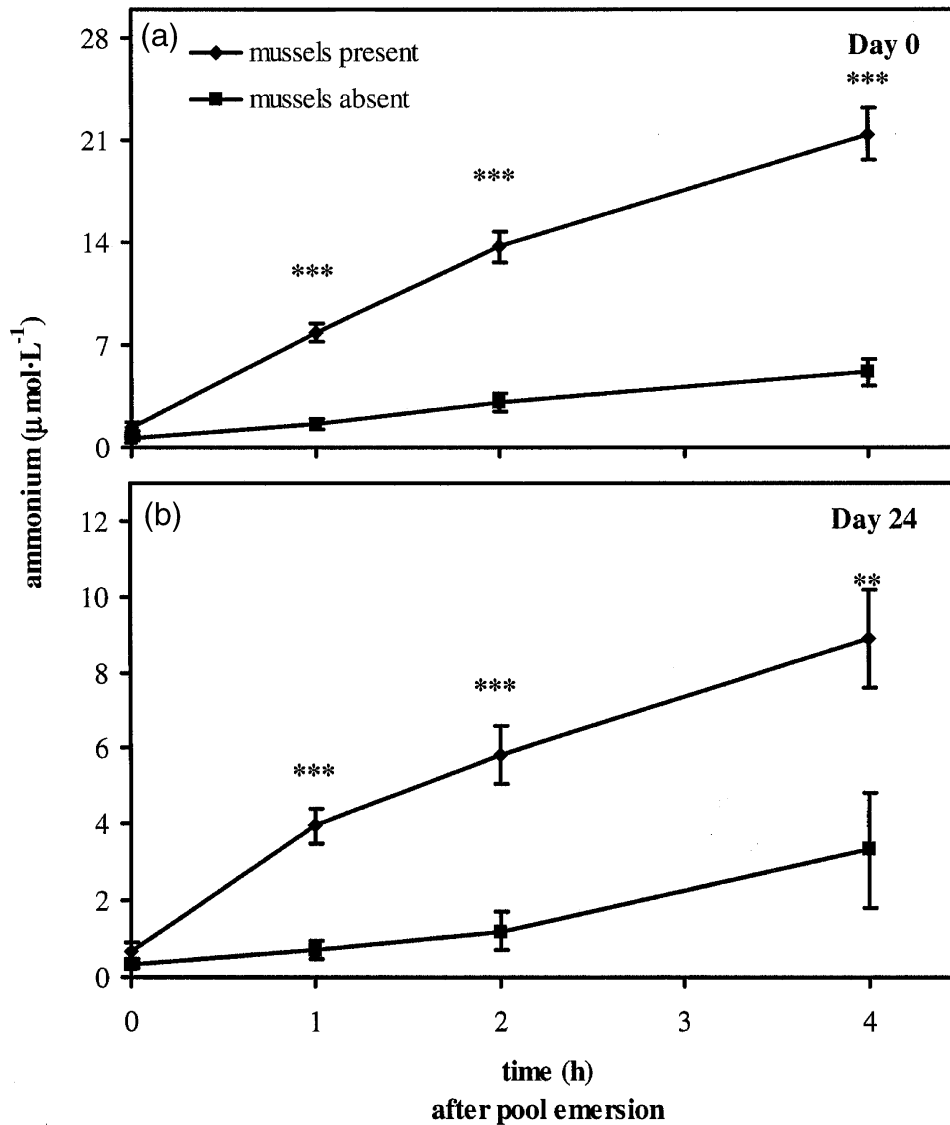 (a)
mussels present
mussels absent
Day 0
***
***
***
28
21
14
7
0
ammonium (μmol·L⁻¹)
(b)
Day 24
**
***
***
12
10
8
6
4
2
0
0 1 2 3 4
time (h)
after pool emersion